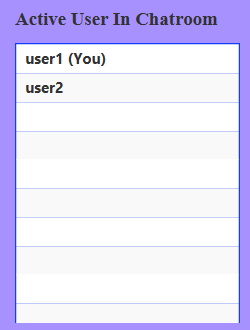 Active User In Chatroom
user1 (You)
user2